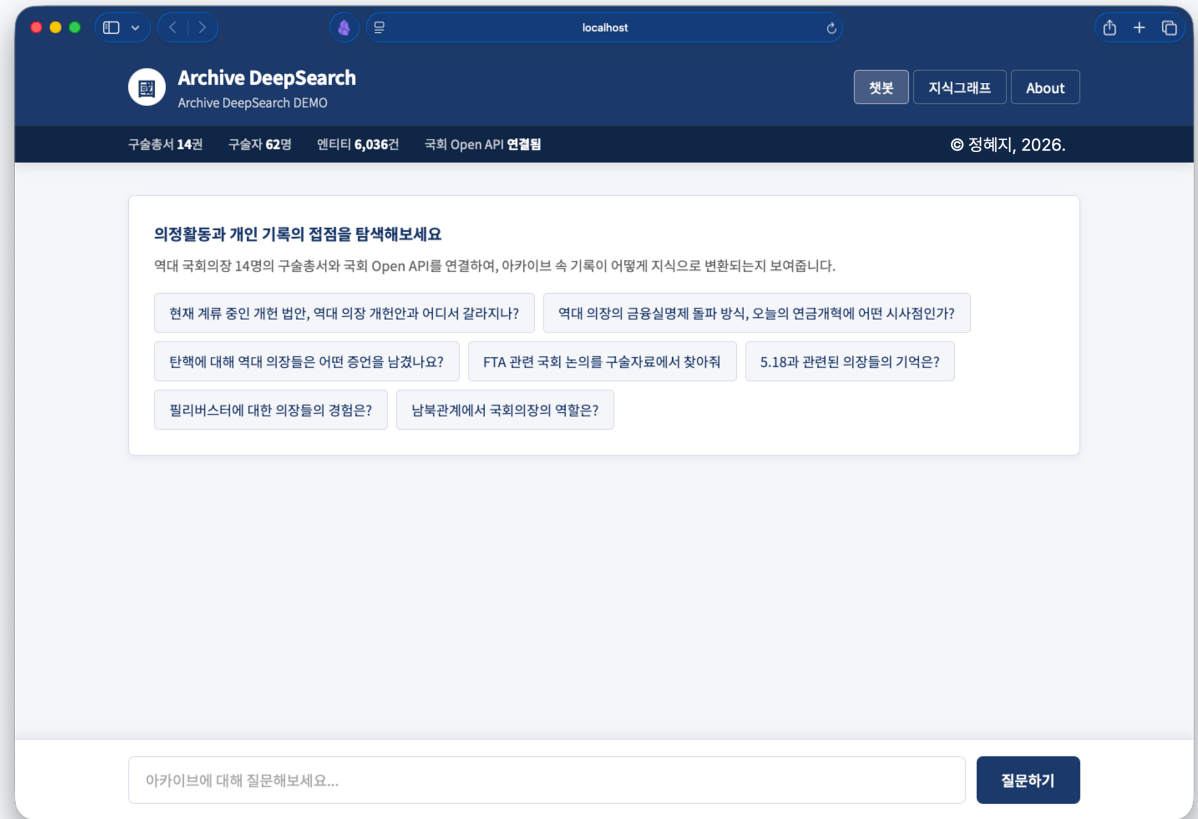 localhost
國
Archive DeepSearch
Archive DeepSearch DEMO
챗봇 지식그래프 About
구술총서 14권 구술자 62명 엔티티 6,036건 국회 Open API 연결됨 © 정혜지, 2026.
의정활동과 개인 기록의 접점을 탐색해보세요
역대 국회의장 14명의 구술총서와 국회 Open API를 연결하여, 아카이브 속 기록이 어떻게 지식으로 변환되는지 보여줍니다.
현재 계류 중인 개헌 법안, 역대 의장 개헌안과 어디서 갈라지나? 역대 의장의 금융실명제 돌파 방식, 오늘의 연금개혁에 어떤 시사점인가?
탄핵에 대해 역대 의장들은 어떤 증언을 남겼나요? FTA 관련 국회 논의를 구술자료에서 찾아줘 5.18과 관련된 의장들의 기억은?
필리버스터에 대한 의장들의 경험은? 남북관계에서 국회의장의 역할은?
아카이브에 대해 질문해보세요... 질문하기